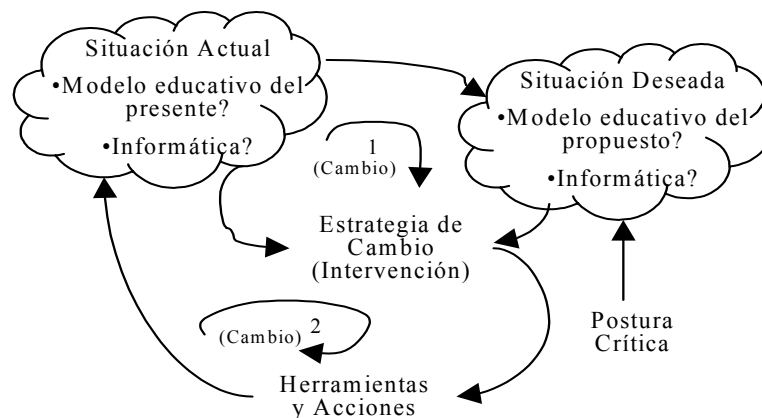 Situación Actual
•Modelo educativo del
presente?
•Informática?
Situación Deseada
•Modelo educativo del
propuesto?
•Informática?
1
(Cambio)
Estrategia de
Cambio
(Intervención)
(Cambio) 2
Postura
Crítica
Herramientas
y Acciones